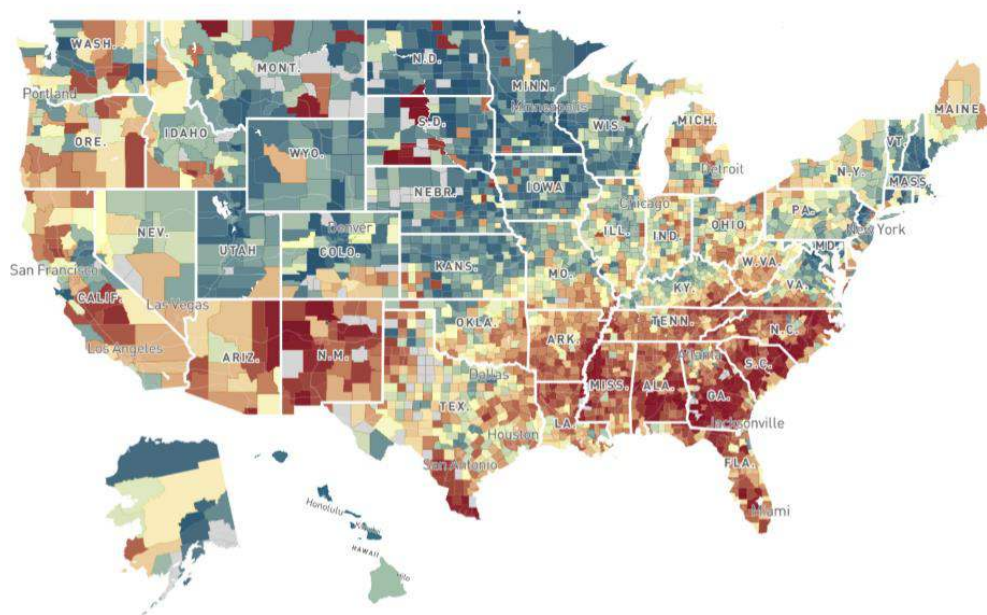 WASH.
MONT.
N.D.
MINN.
Minneapolis
MAINE
Portland
ORE.
IDAHO
S.D.
WIS.
MICH.
VT.
N.Y.
MASS
WYO.
Detroit
NEBR.
IOWA
Chicago
PA.
New York
NEV.
UTAH
Denver
COLO.
ILL.
IND.
OHIO
MD.
San Francisco
KANS.
MO.
W.VA.
VA.
KY.
CALIF.
Las Vegas
OKLA.
TENN.
N.C.
Los Angeles
ARIZ.
N.M.
ARK.
Atlanta
S.C.
Dallas
MISS.
ALA.
GA.
TEX.
LA.
Jacksonville
Houston
San Antonio
FLA.
Miami
Honolulu
HAWAII
Hilo